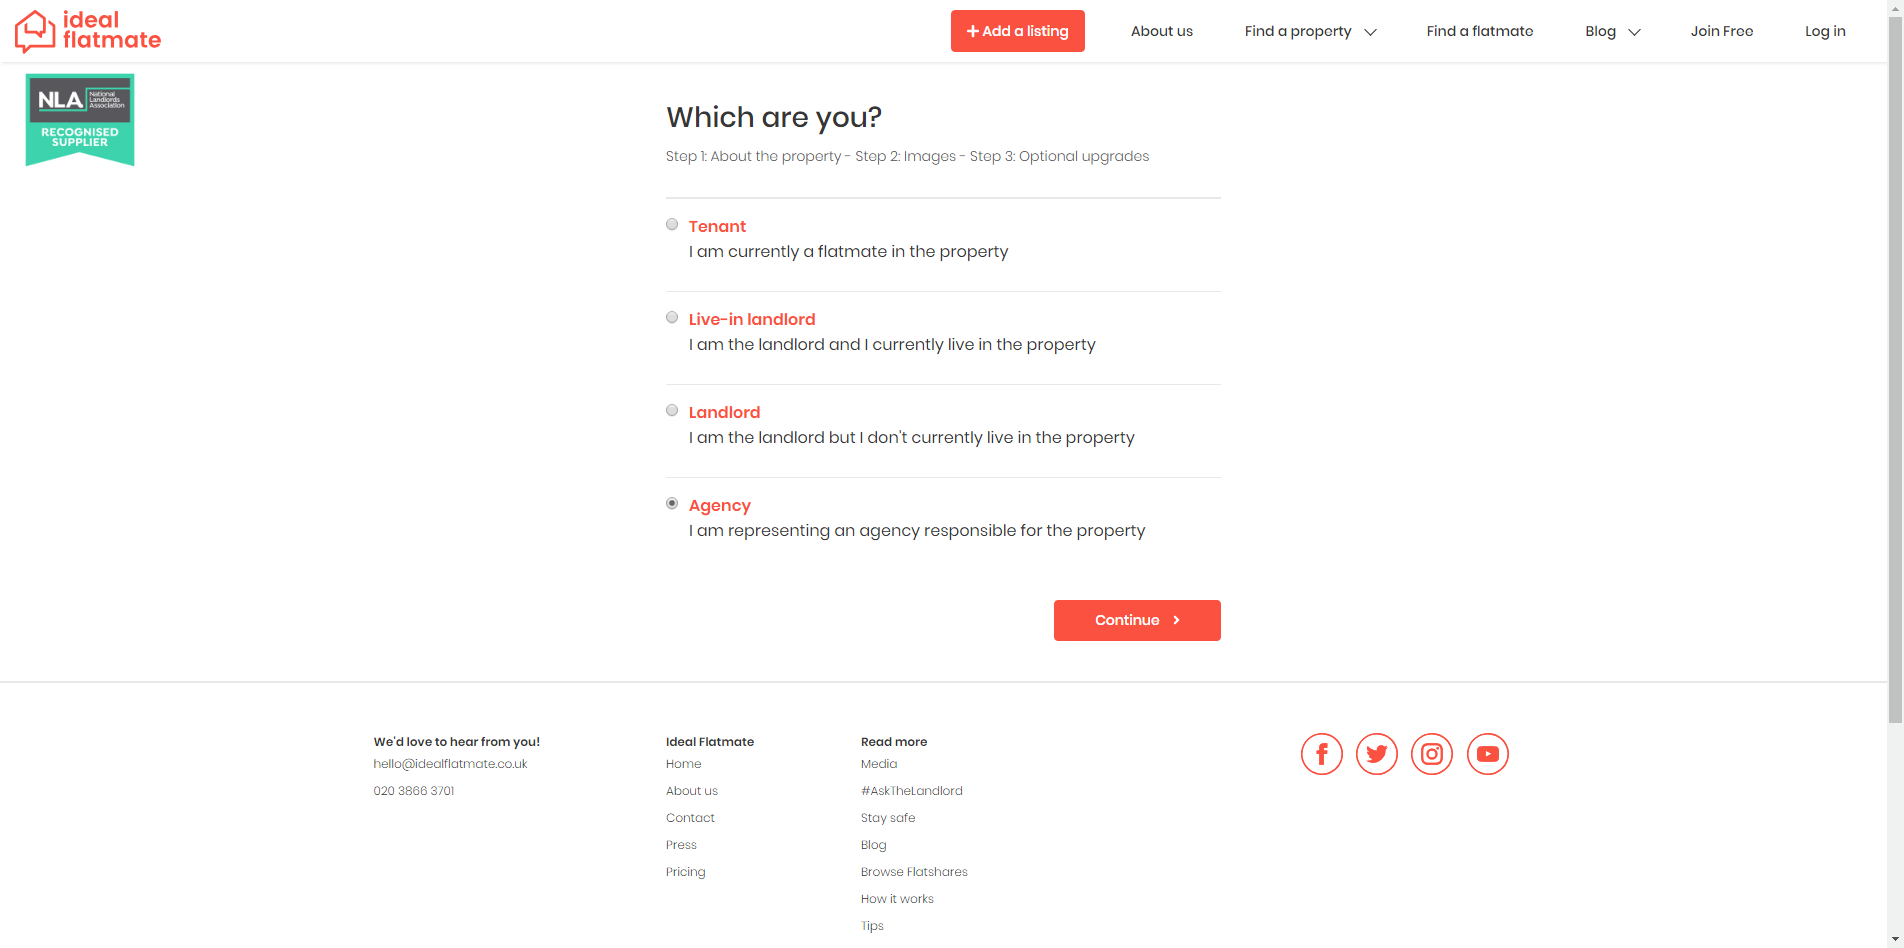 ideal
flatmate
+ Add a listing
About us
Find a property
Find a flatmate
Blog
Join Free
Log in
NLA National
Landlords
Association
RECOGNISED
SUPPLIER
Which are you?
Step 1: About the property - Step 2: Images - Step 3: Optional upgrades
Tenant
I am currently a flatmate in the property
Live-in landlord
I am the landlord and I currently live in the property
Landlord
I am the landlord but I don't currently live in the property
Agency
I am representing an agency responsible for the property
Continue
We'd love to hear from you!
hello@idealflatmate.co.uk
020 3866 3701
Ideal Flatmate
Home
About us
Contact
Press
Pricing
Read more
Media
#AskTheLandlord
Stay safe
Blog
Browse Flatshares
How it works
Tips